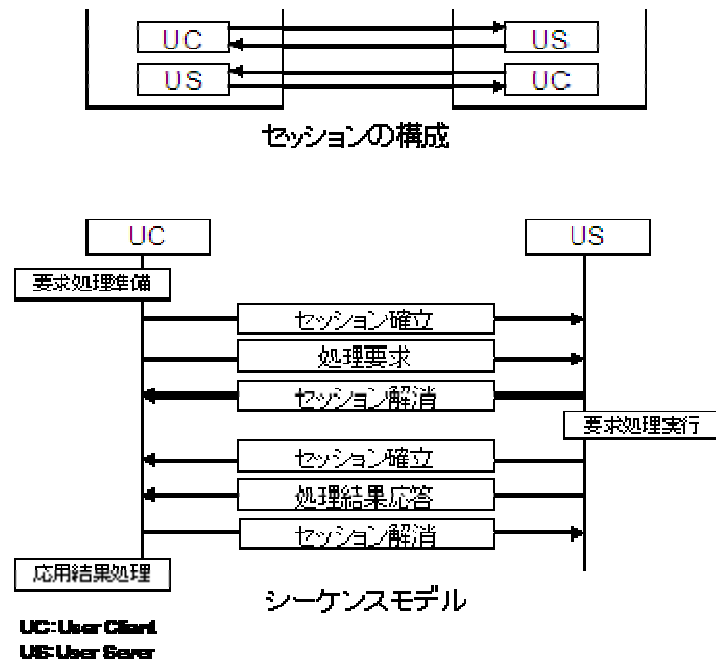 UC
US
US
UC
セッションの構成
UC
US
要求処理準備
セッション確立
処理要求
セッション解消
要求処理実行
セッション確立
処理結果応答
セッション解消
応用結果処理
シーケンスモデル
UC:User Client
US:User Sever